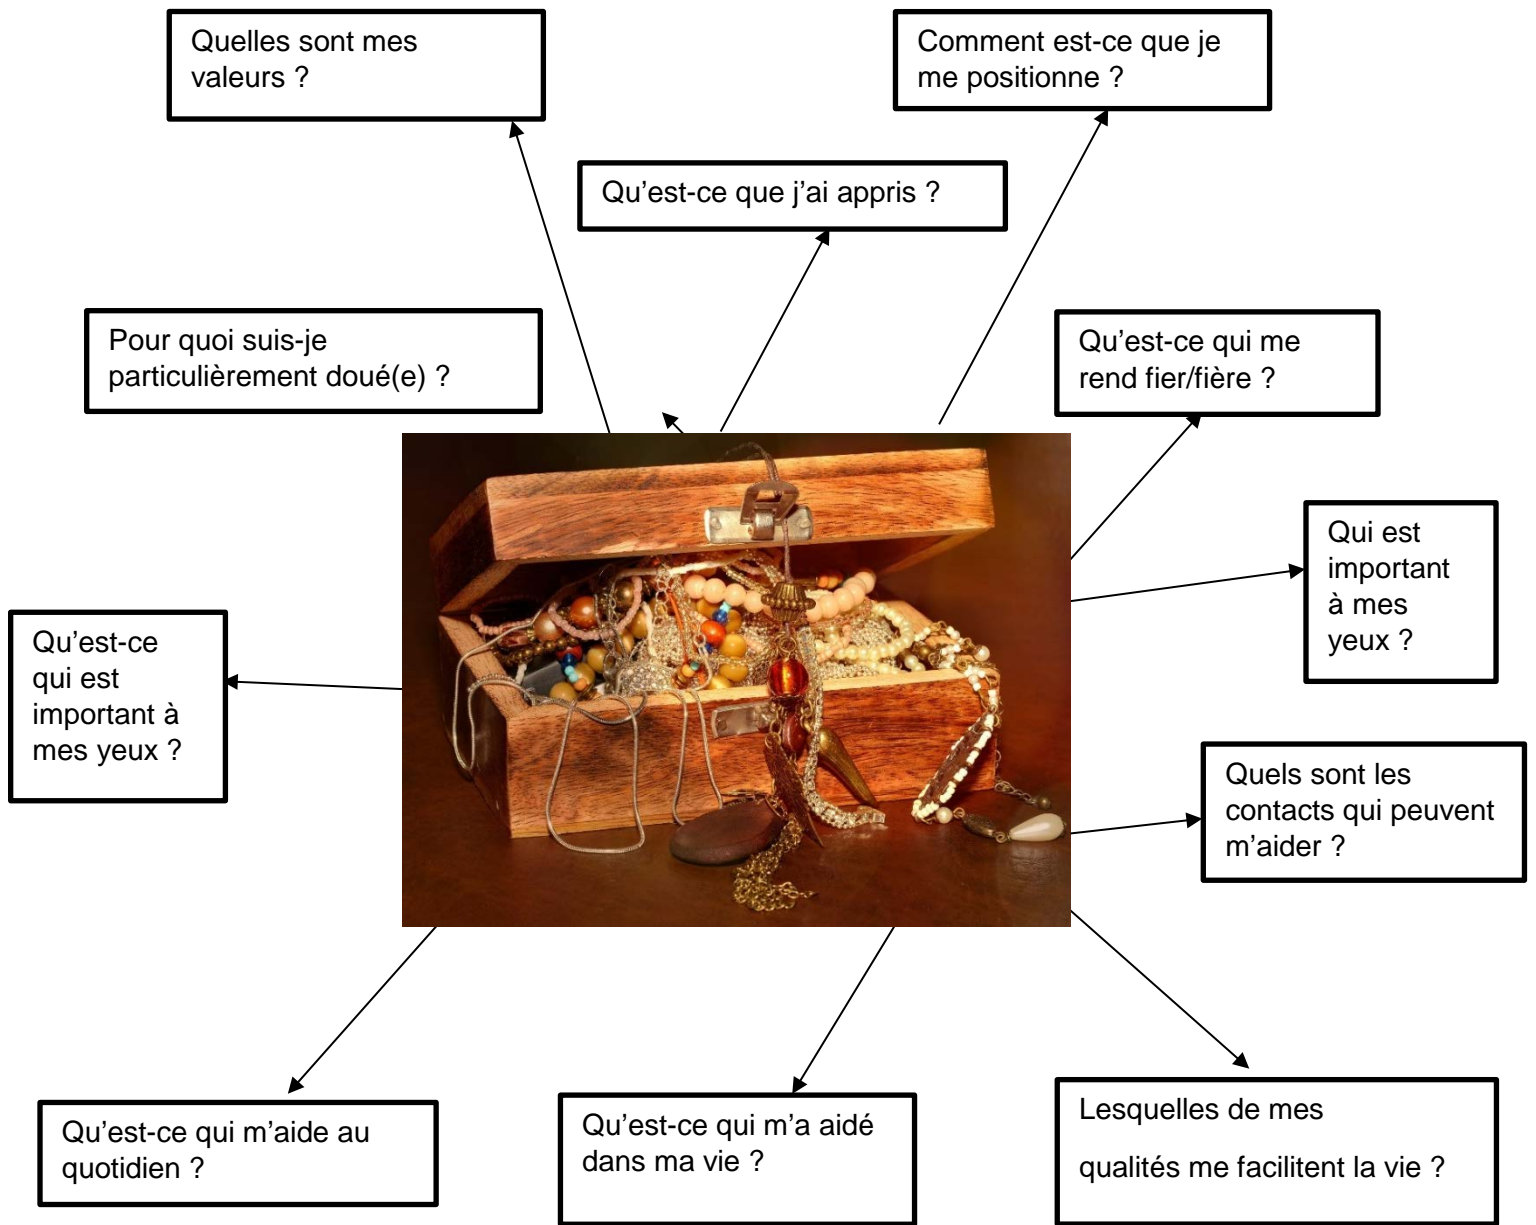 Quelles sont mes
valeurs ?
Comment est-ce que je
me positionne ?
Qu’est-ce que j’ai appris ?
Pour quoi suis-je
particulièrement doué(e) ?
Qu’est-ce qui me
rend fier/fière ?
Qui est
important
à mes
yeux ?
Qu’est-ce
qui est
important à
mes yeux ?
Quels sont les
contacts qui peuvent
m’aider ?
Qu’est-ce qui m’aide au
quotidien ?
Qu’est-ce qui m’a aidé
dans ma vie ?
Lesquelles de mes
qualités me facilitent la vie ?